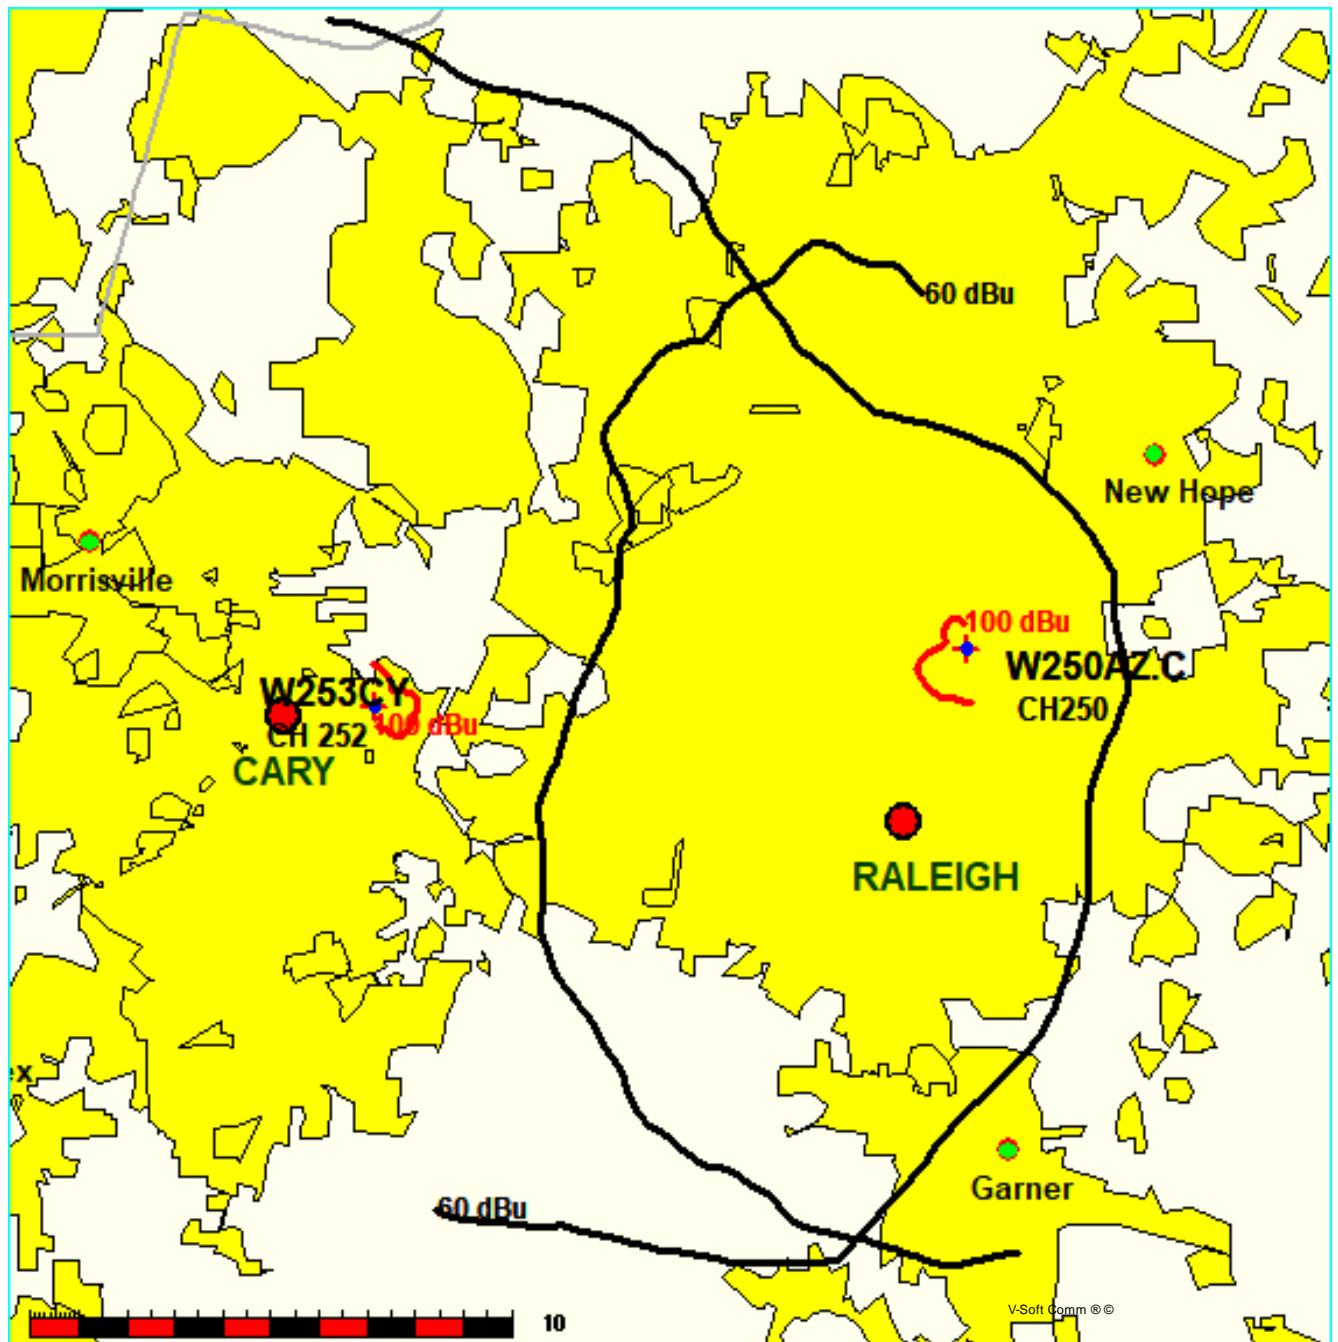 60 dBu
New Hope
Morrisville
100 dBu
W250AZ.C
CH250
W253CY
100 dBu
CH 252
CARY
RALEIGH
ex
Garner
60 dBu
V-Soft Comm ® ©
10